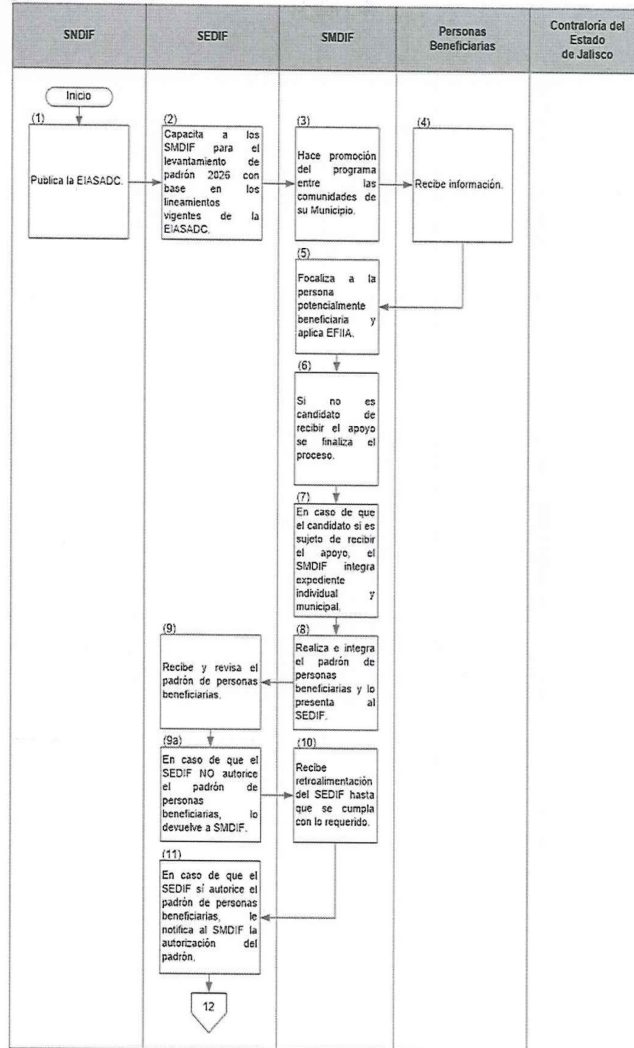 SNDIF
SEDIF
SMDIF
Personas
Beneficiarias
Contraloría del
Estado
de Jalisco
Inicio
(1)
Publica la EIASADC.
(2)
Capacita a los
SMDIF para el
levantamiento de
padrón 2026 con
base en los
lineamientos
vigentes de la
EIASADC.
(3)
Hace promoción
del programa
entre las
comunidades de
su Municipio.
(4)
Recibe información.
(5)
Focaliza a la
persona
potencialmente
beneficiaria y
aplica EFIIA.
(6)
Si no es
candidato de
recibir el apoyo
se finaliza el
proceso.
(7)
En caso de que
el candidato si es
sujeto de recibir
el apoyo, el
SMDIF integra
expediente
individual y
municipal.
(8)
Realiza e integra
el padrón de
personas
beneficiarias y lo
presenta al
SEDIF.
(9)
Recibe y revisa el
padrón de personas
beneficiarias.
(9a)
En caso de que el
SEDIF NO autorice
el padrón de
personas
beneficiarias, lo
devuelve a SMDIF.
(10)
Recibe
retroalimentación
del SEDIF hasta
que se cumpla
con lo requerido.
(11)
En caso de que el
SEDIF sí autorice el
padrón de personas
beneficiarias, le
notifica al SMDIF la
autorización del
padrón.
12